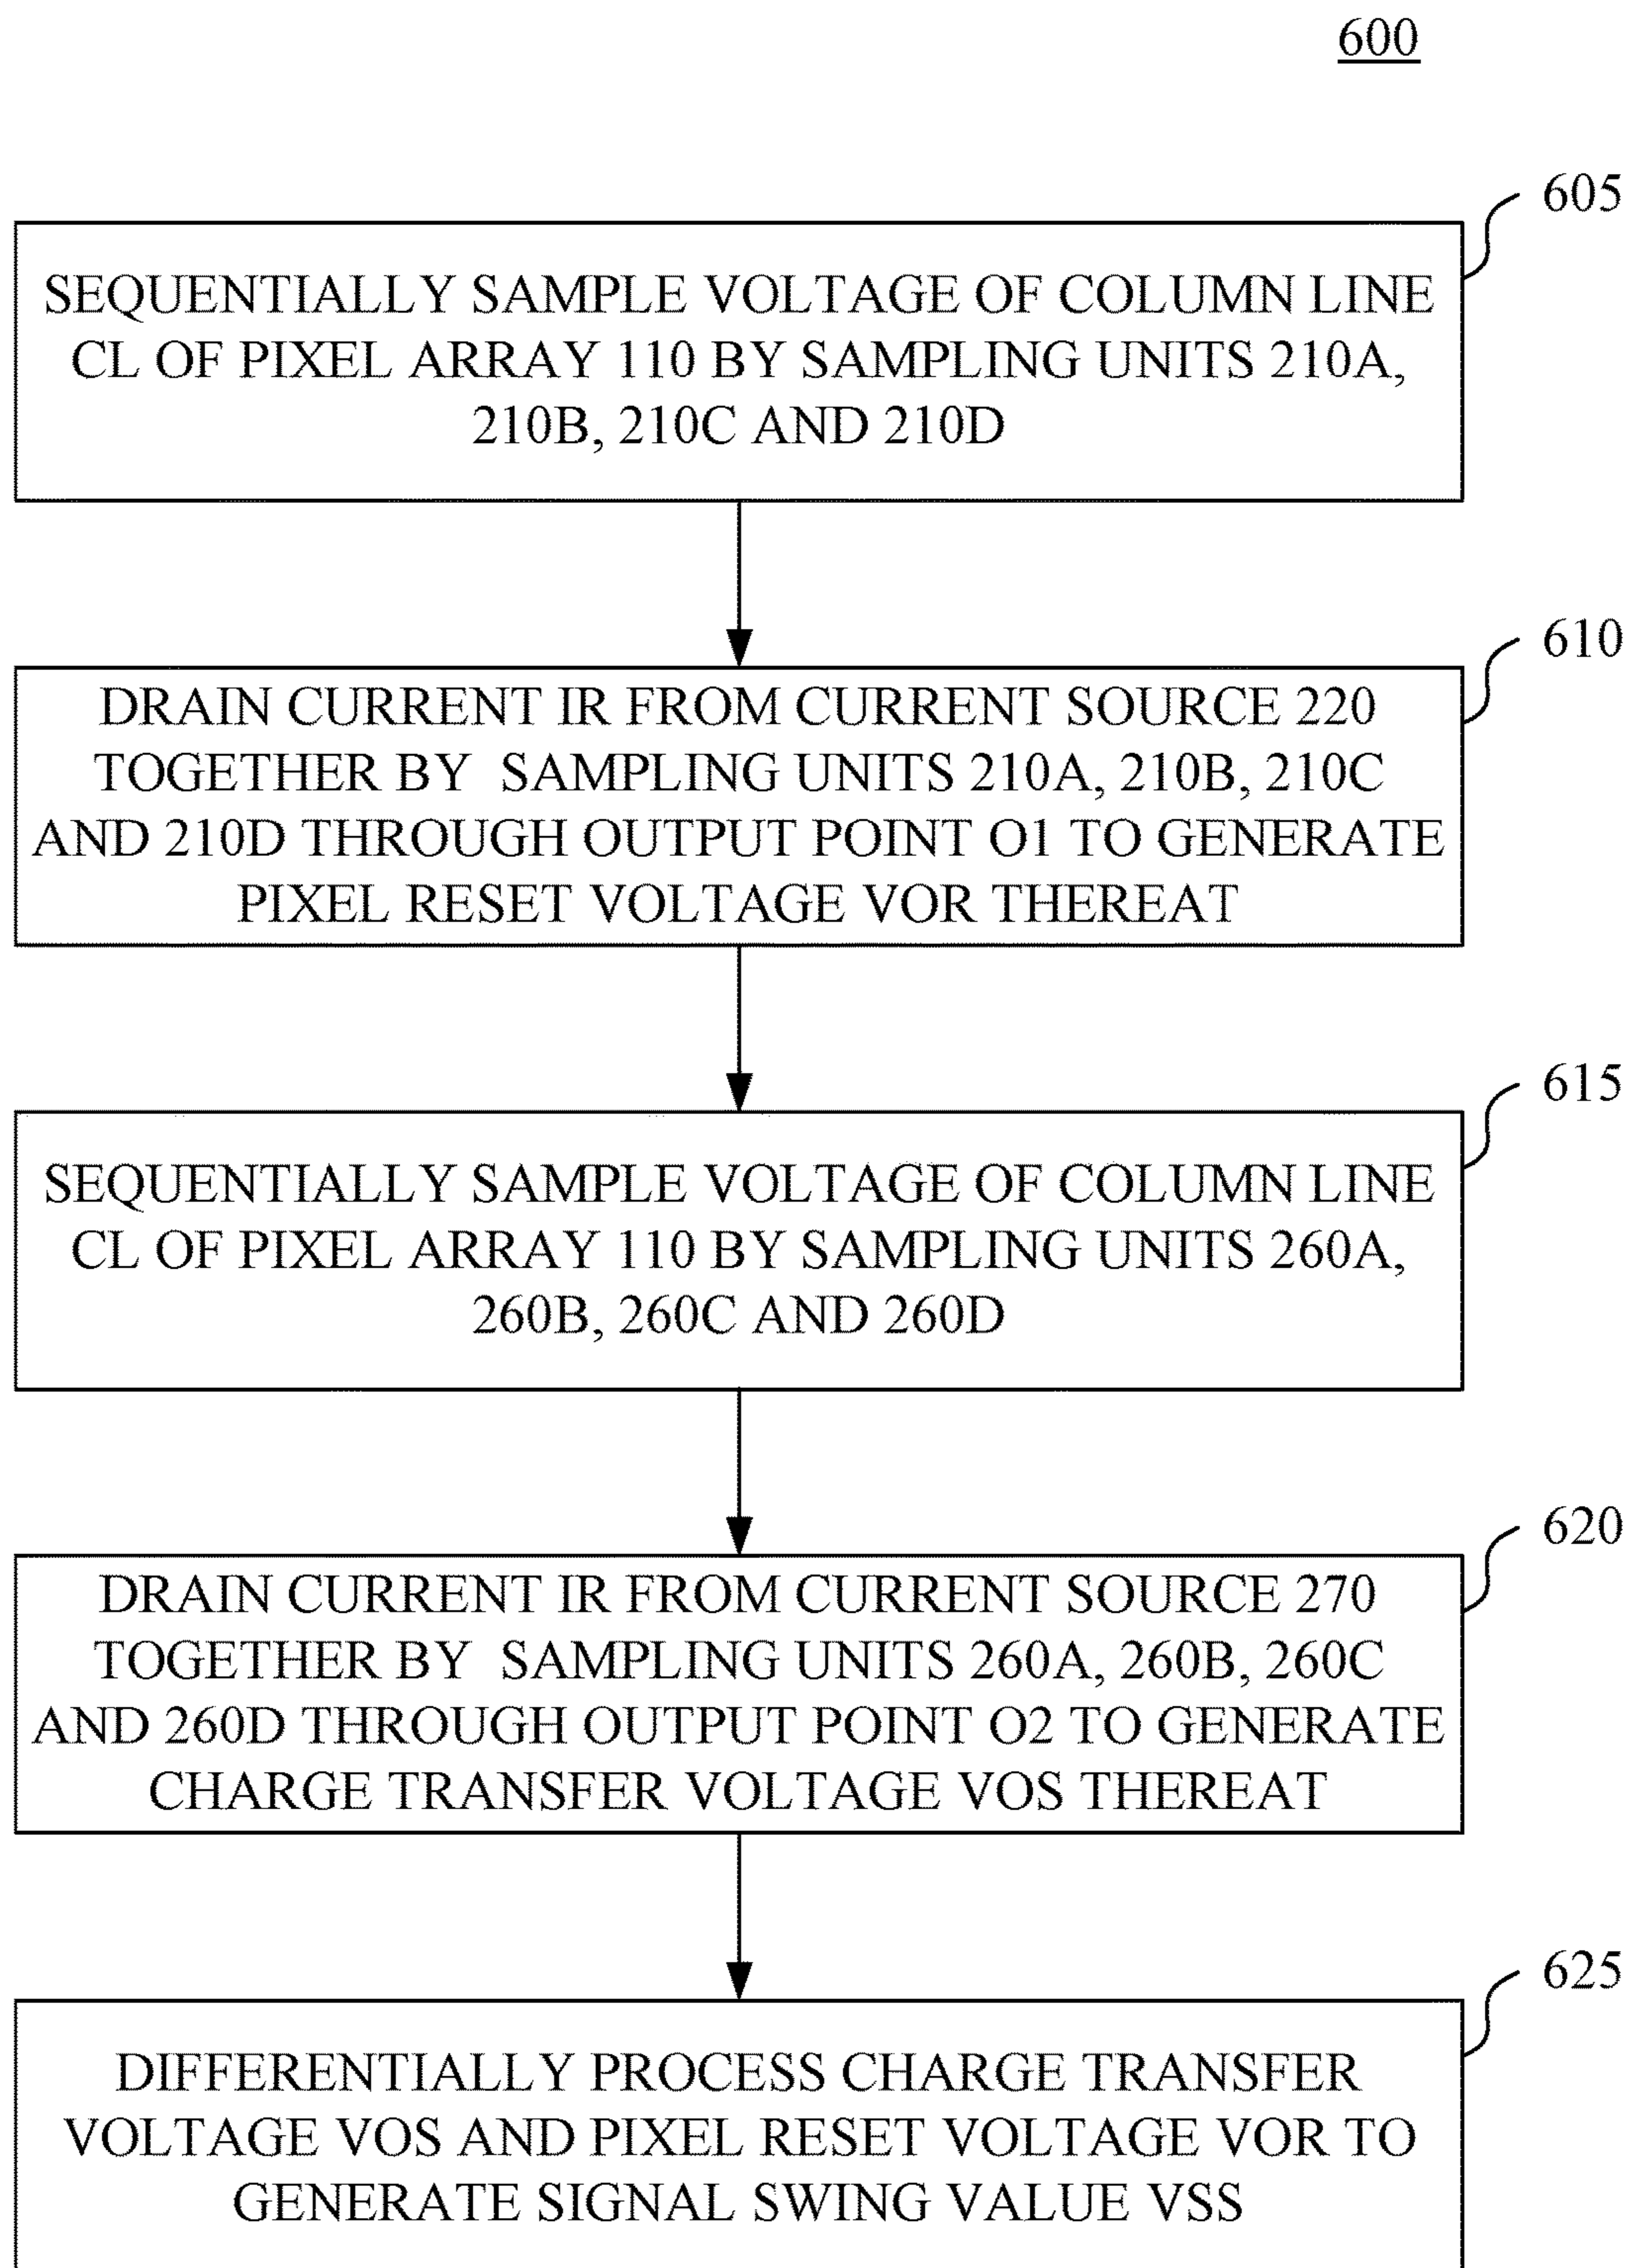 600
605
SEQUENTIALLY SAMPLE VOLTAGE OF COLUMN LINE
CL OF PIXEL ARRAY 110 BY SAMPLING UNITS 210A,
210B, 210C AND 210D
610
DRAIN CURRENT IR FROM CURRENT SOURCE 220
TOGETHER BY SAMPLING UNITS 210A, 210B, 210C
AND 210D THROUGH OUTPUT POINT O1 TO GENERATE
PIXEL RESET VOLTAGE VOR THEREAT
615
SEQUENTIALLY SAMPLE VOLTAGE OF COLUMN LINE
CL OF PIXEL ARRAY 110 BY SAMPLING UNITS 260A,
260B, 260C AND 260D
620
DRAIN CURRENT IR FROM CURRENT SOURCE 270
TOGETHER BY SAMPLING UNITS 260A, 260B, 260C
AND 260D THROUGH OUTPUT POINT O2 TO GENERATE
CHARGE TRANSFER VOLTAGE VOS THEREAT
625
DIFFERENTIALLY PROCESS CHARGE TRANSFER
VOLTAGE VOS AND PIXEL RESET VOLTAGE VOR TO
GENERATE SIGNAL SWING VALUE VSS